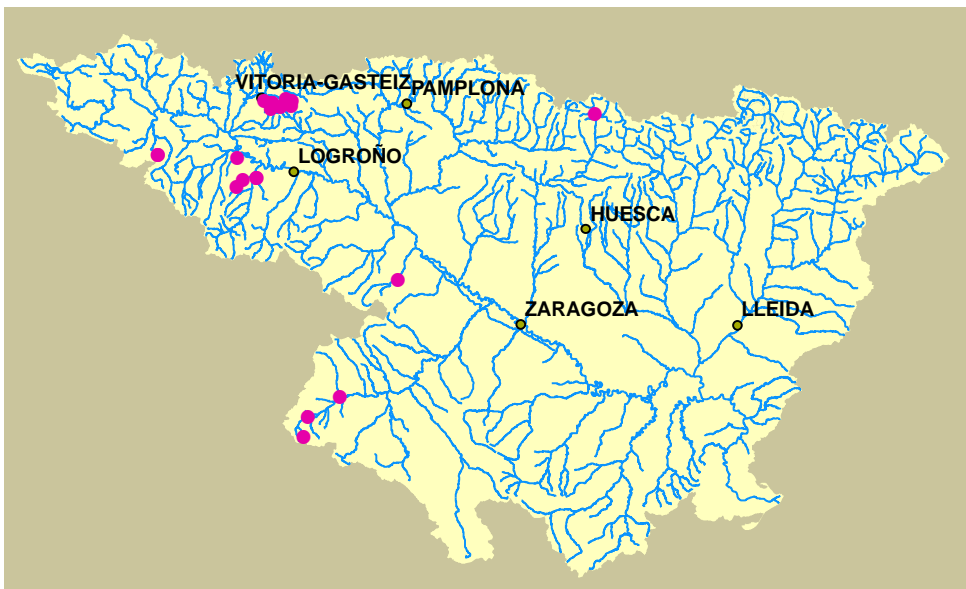 VITORIA-GASTEIZ
PAMPLONA
LOGROÑO
HUESCA
ZARAGOZA
LLEIDA